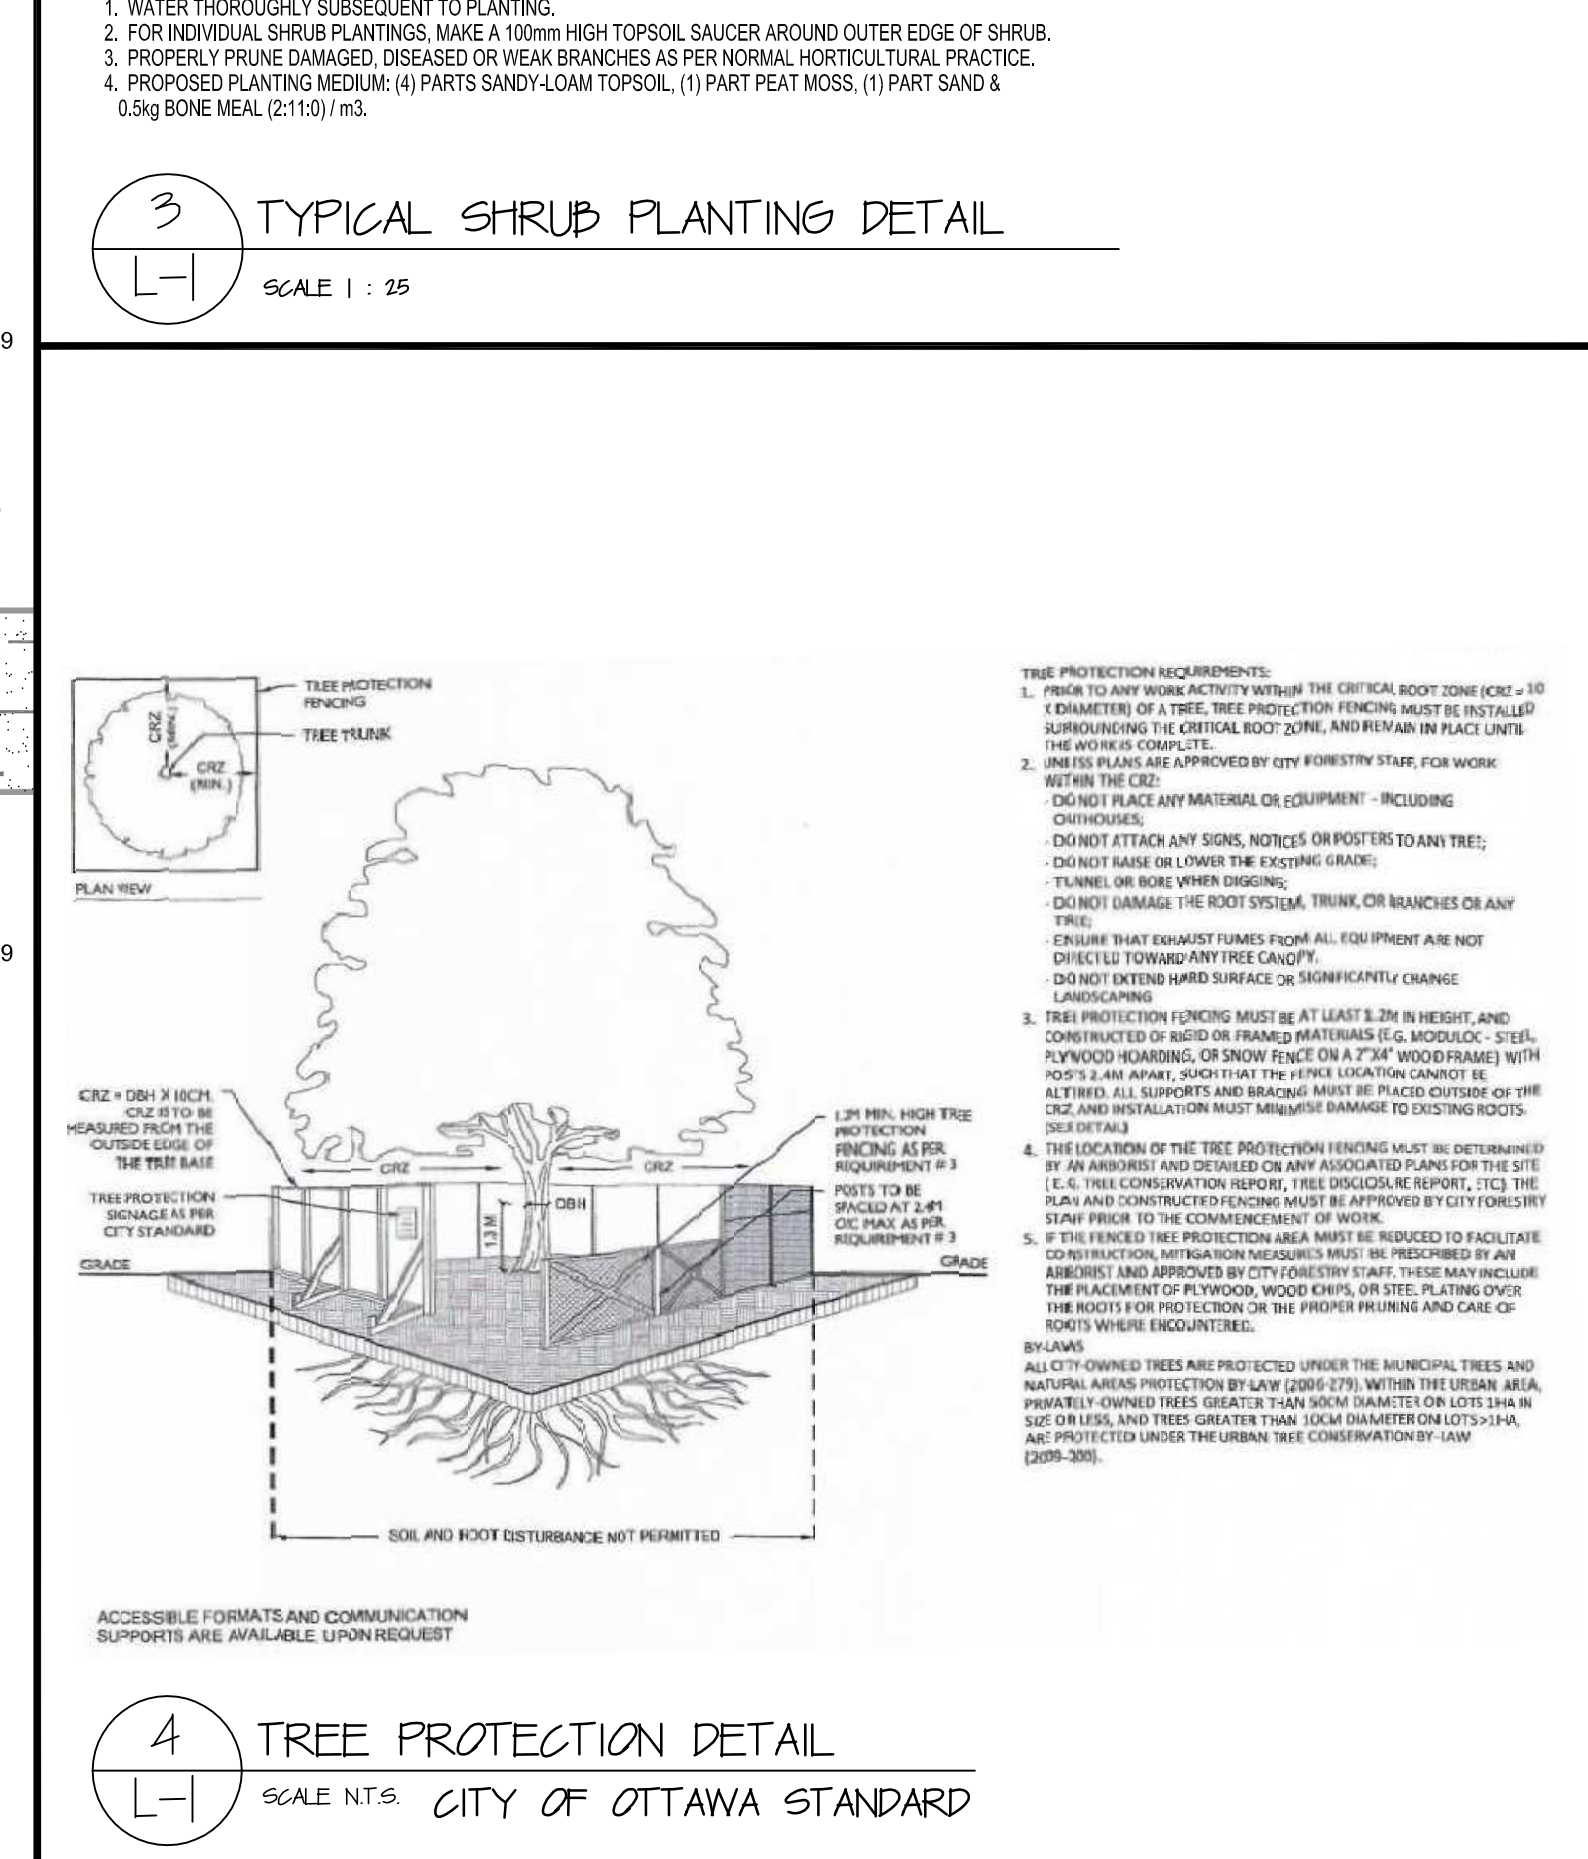 1. WATER THOROUGHLY SUBSEQUENT TO PLANTING.
2. FOR INDIVIDUAL SHRUB PLANTINGS, MAKE A 100mm HIGH TOPSOIL SAUCER AROUND OUTER EDGE OF SHRUB.
3. PROPERLY PRUNE DAMAGED, DISEASED OR WEAK BRANCHES AS PER NORMAL HORTICULTURAL PRACTICE.
4. PROPOSED PLANTING MEDIUM: (4) PARTS SANDY-LOAM TOPSOIL, (1) PART PEAT MOSS, (1) PART SAND &
0.5kg BONE MEAL (2:11:0) / m3.
3
L-1
TYPICAL SHRUB PLANTING DETAIL
SCALE 1 : 25
9
9
TREE PROTECTION
FENCING
TREE TRUNK
CRZ
(MIN.)
CRZ
(MIN.)
PLAN VIEW
CRZ = DBH X 10CM.
CRZ IS TO BE
MEASURED FROM THE
OUTSIDE EDGE OF
THE TREE BASE
TREE PROTECTION
SIGNAGE AS PER
CITY STANDARD
GRADE
CRZ
CRZ
DBH
1.3 M
1.2M MIN. HIGH TREE
PROTECTION
FENCING AS PER
REQUIREMENT # 3
POSTS TO BE
SPACED AT 2.4M
O/C MAX AS PER
REQUIREMENT # 3
GRADE
SOIL AND ROOT DISTURBANCE NOT PERMITTED
ACCESSIBLE FORMATS AND COMMUNICATION
SUPPORTS ARE AVAILABLE, UPON REQUEST
TREE PROTECTION REQUIREMENTS:
1. PRIOR TO ANY WORK ACTIVITY WITHIN THE CRITICAL ROOT ZONE (CRZ = 10
X DIAMETER) OF A TREE, TREE PROTECTION FENCING MUST BE INSTALLED
SURROUNDING THE CRITICAL ROOT ZONE, AND REMAIN IN PLACE UNTIL
THE WORK IS COMPLETE.
2. UNLESS PLANS ARE APPROVED BY CITY FORESTRY STAFF, FOR WORK
WITHIN THE CRZ:
- DO NOT PLACE ANY MATERIAL OR EQUIPMENT - INCLUDING
OUTHOUSES;
- DO NOT ATTACH ANY SIGNS, NOTICES OR POSTERS TO ANY TREE;
- DO NOT RAISE OR LOWER THE EXISTING GRADE;
- TUNNEL OR BORE WHEN DIGGING;
- DO NOT DAMAGE THE ROOT SYSTEM, TRUNK, OR BRANCHES OR ANY
TREE;
- ENSURE THAT EXHAUST FUMES FROM ALL EQUIPMENT ARE NOT
DIRECTED TOWARD ANY TREE CANOPY.
- DO NOT EXTEND HARD SURFACE OR SIGNIFICANTLY CHANGE
LANDSCAPING
3. TREE PROTECTION FENCING MUST BE AT LEAST 1.2M IN HEIGHT, AND
CONSTRUCTED OF RIGID OR FRAMED MATERIALS (E.G. MODULOC - STEEL,
PLYWOOD HOARDING, OR SNOW FENCE ON A 2"X4" WOOD FRAME) WITH
POSTS 2.4M APART, SUCH THAT THE FENCE LOCATION CANNOT BE
ALTERED. ALL SUPPORTS AND BRACING MUST BE PLACED OUTSIDE OF THE
CRZ, AND INSTALLATION MUST MINIMISE DAMAGE TO EXISTING ROOTS.
(SEE DETAIL)
4. THE LOCATION OF THE TREE PROTECTION FENCING MUST BE DETERMINED
BY AN ARBORIST AND DETAILED ON ANY ASSOCIATED PLANS FOR THE SITE
(E.G. TREE CONSERVATION REPORT, TREE DISCLOSURE REPORT, ETC) THE
PLAN AND CONSTRUCTED FENCING MUST BE APPROVED BY CITY FORESTRY
STAFF PRIOR TO THE COMMENCEMENT OF WORK.
5. IF THE FENCED TREE PROTECTION AREA MUST BE REDUCED TO FACILITATE
CONSTRUCTION, MITIGATION MEASURES MUST BE PRESCRIBED BY AN
ARBORIST AND APPROVED BY CITY FORESTRY STAFF. THESE MAY INCLUDE
THE PLACEMENT OF PLYWOOD, WOOD CHIPS, OR STEEL PLATING OVER
THE ROOTS FOR PROTECTION OR THE PROPER PRUNING AND CARE OF
ROOTS WHERE ENCOUNTERED.
BY-LAWS
ALL CITY-OWNED TREES ARE PROTECTED UNDER THE MUNICIPAL TREES AND
NATURAL AREAS PROTECTION BY-LAW (2006-279). WITHIN THE URBAN AREA,
PRIVATELY-OWNED TREES GREATER THAN 50CM DIAMETER ON LOTS 1HA IN
SIZE OR LESS, AND TREES GREATER THAN 10CM DIAMETER ON LOTS >1HA,
ARE PROTECTED UNDER THE URBAN TREE CONSERVATION BY-LAW
(2009-200).
4
L-1
TREE PROTECTION DETAIL
SCALE N.T.S. CITY OF OTTAWA STANDARD